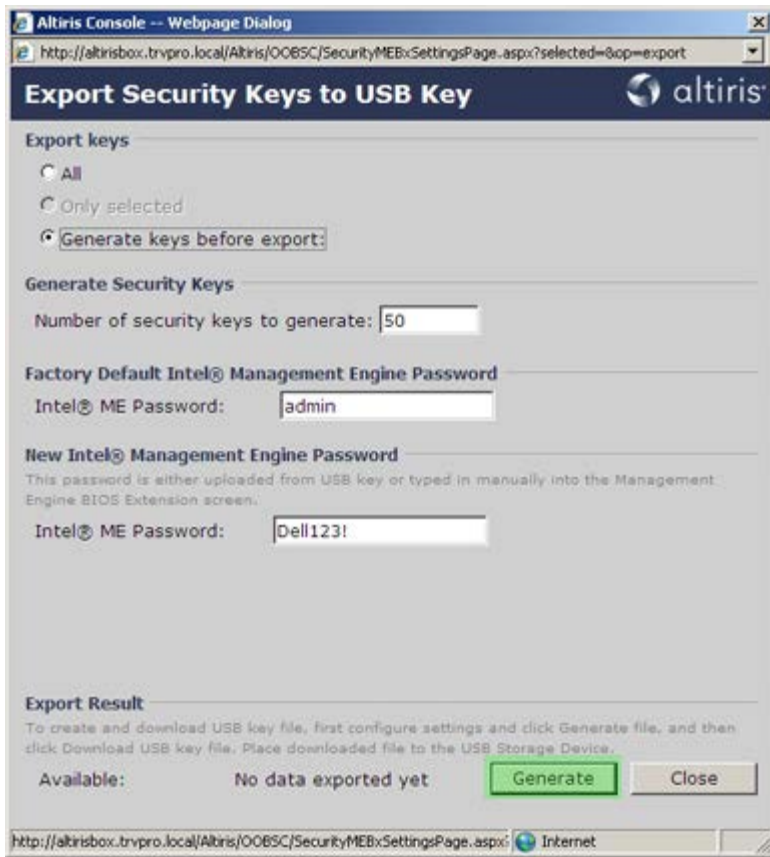 Altiris Console -- Webpage Dialog
http://altirisbox.trvpro.local/Altiris/OOBSC/SecurityMEBxSettingsPage.aspx?selected=&op=export
Export Security Keys to USB Key
altiris
Export keys
All
Only selected
Generate keys before export:
Generate Security Keys
Number of security keys to generate: 50
Factory Default Intel® Management Engine Password
Intel® ME Password: admin
New Intel® Management Engine Password
This password is either uploaded from USB key or typed in manually into the Management
Engine BIOS Extension screen.
Intel® ME Password: Dell123!
Export Result
To create and download USB key file, first configure settings and click Generate file, and then
click Download USB key file. Place downloaded file to the USB Storage Device.
Available: No data exported yet Generate Close
http://altirisbox.trvpro.local/Altiris/OOBSC/SecurityMEBxSettingsPage.aspx? Internet